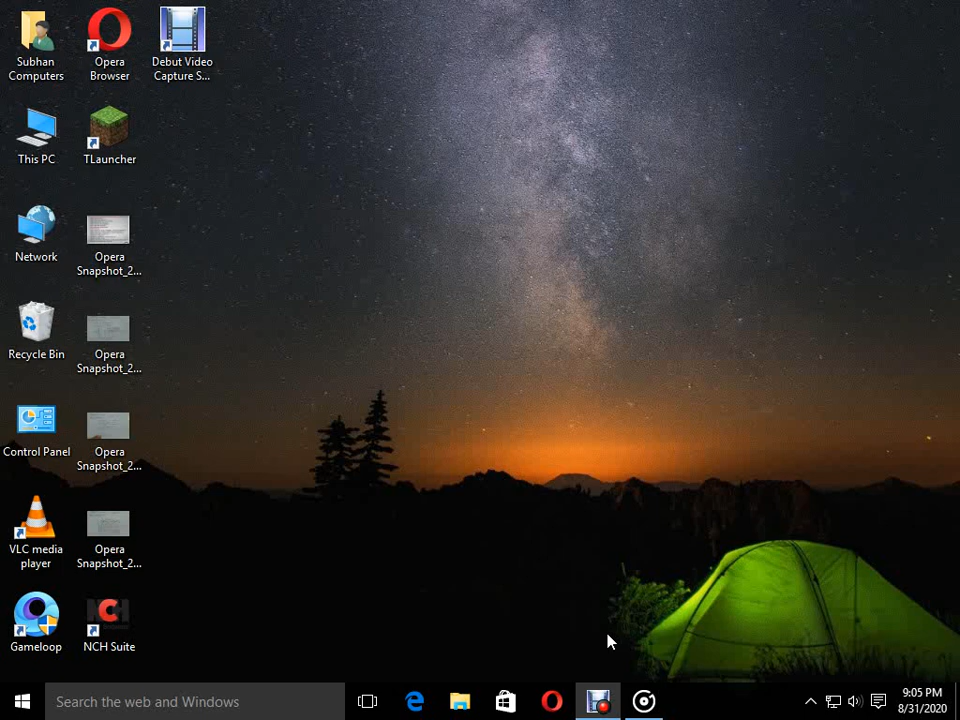 Subhan
Computers
Opera
Browser
Debut Video
Capture S...
This PC
TLauncher
Network
Opera
Snapshot_2...
Recycle Bin
Opera
Snapshot_2...
Control Panel
Opera
Snapshot_2...
VLC media
player
Opera
Snapshot_2...
Gameloop
NCH
NCH Suite
Search the web and Windows
9:05 PM
8/31/2020